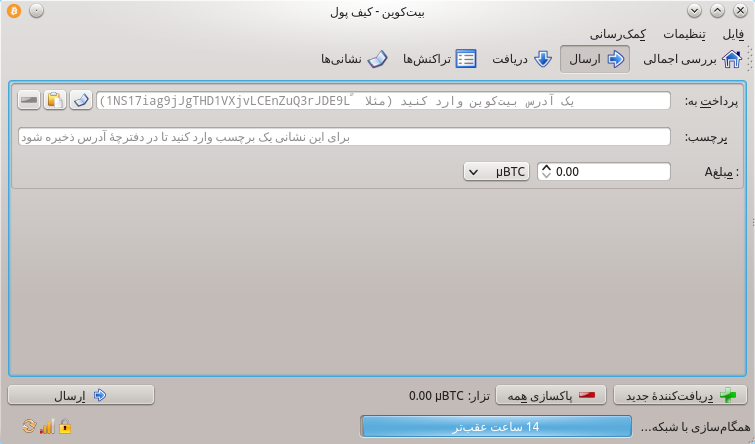 بیت‌کوین - کیف پول
فایل تنظیمات کمک‌رسانی
بررسی اجمالی ارسال دریافت تراکنش‌ها نشانی‌ها
پرداخت به: یک آدرس بیت‌کوین وارد کنید (مثلا ً 1NS17iag9jJgTHD1VXjvLCEnZuQ3rJDE9L)
برچسب: برای این نشانی یک برچسب وارد کنید تا در دفترچهٔ آدرس ذخیره شود
A‌مبلغ : 0.00 µBTC
دریافت‌کنندهٔ جدید پاکسازی همه تزار: 0.00 µBTC ارسال
همگام‌سازی با شبکه... 14 ساعت عقب‌تر